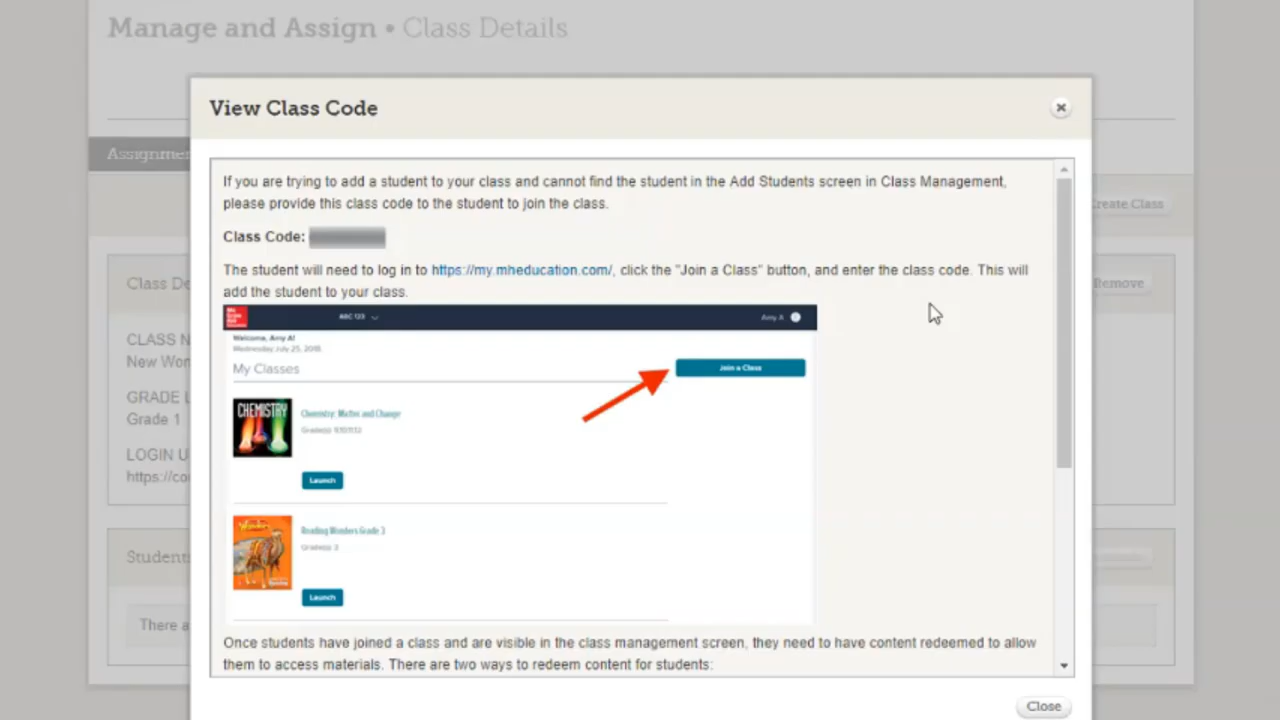 Manage and Assign • Class Details
View Class Code
Assignmen
If you are trying to add a student to your class and cannot find the student in the Add Students screen in Class Management,
please provide this class code to the student to join the class.
Create Class
Class Code:
The student will need to log in to https://my.mheducation.com/, click the "Join a Class" button, and enter the class code. This will
add the student to your class.
Class De
Remove
ABC 123
Amy A
Welcome, Amy A!
Wednesday July 25, 2018
My Classes
Join a Class
CLASS N
New Won
GRADE L
Grade 1
LOGIN U
https://co
CHEMISTRY
Chemistry: Matter and Change
Launch
Wonders
Reading Wonders Grade 3
Grade(s): 3
Launch
Students
There a
Once students have joined a class and are visible in the class management screen, they need to have content redeemed to allow
them to access materials. There are two ways to redeem content for students:
Close